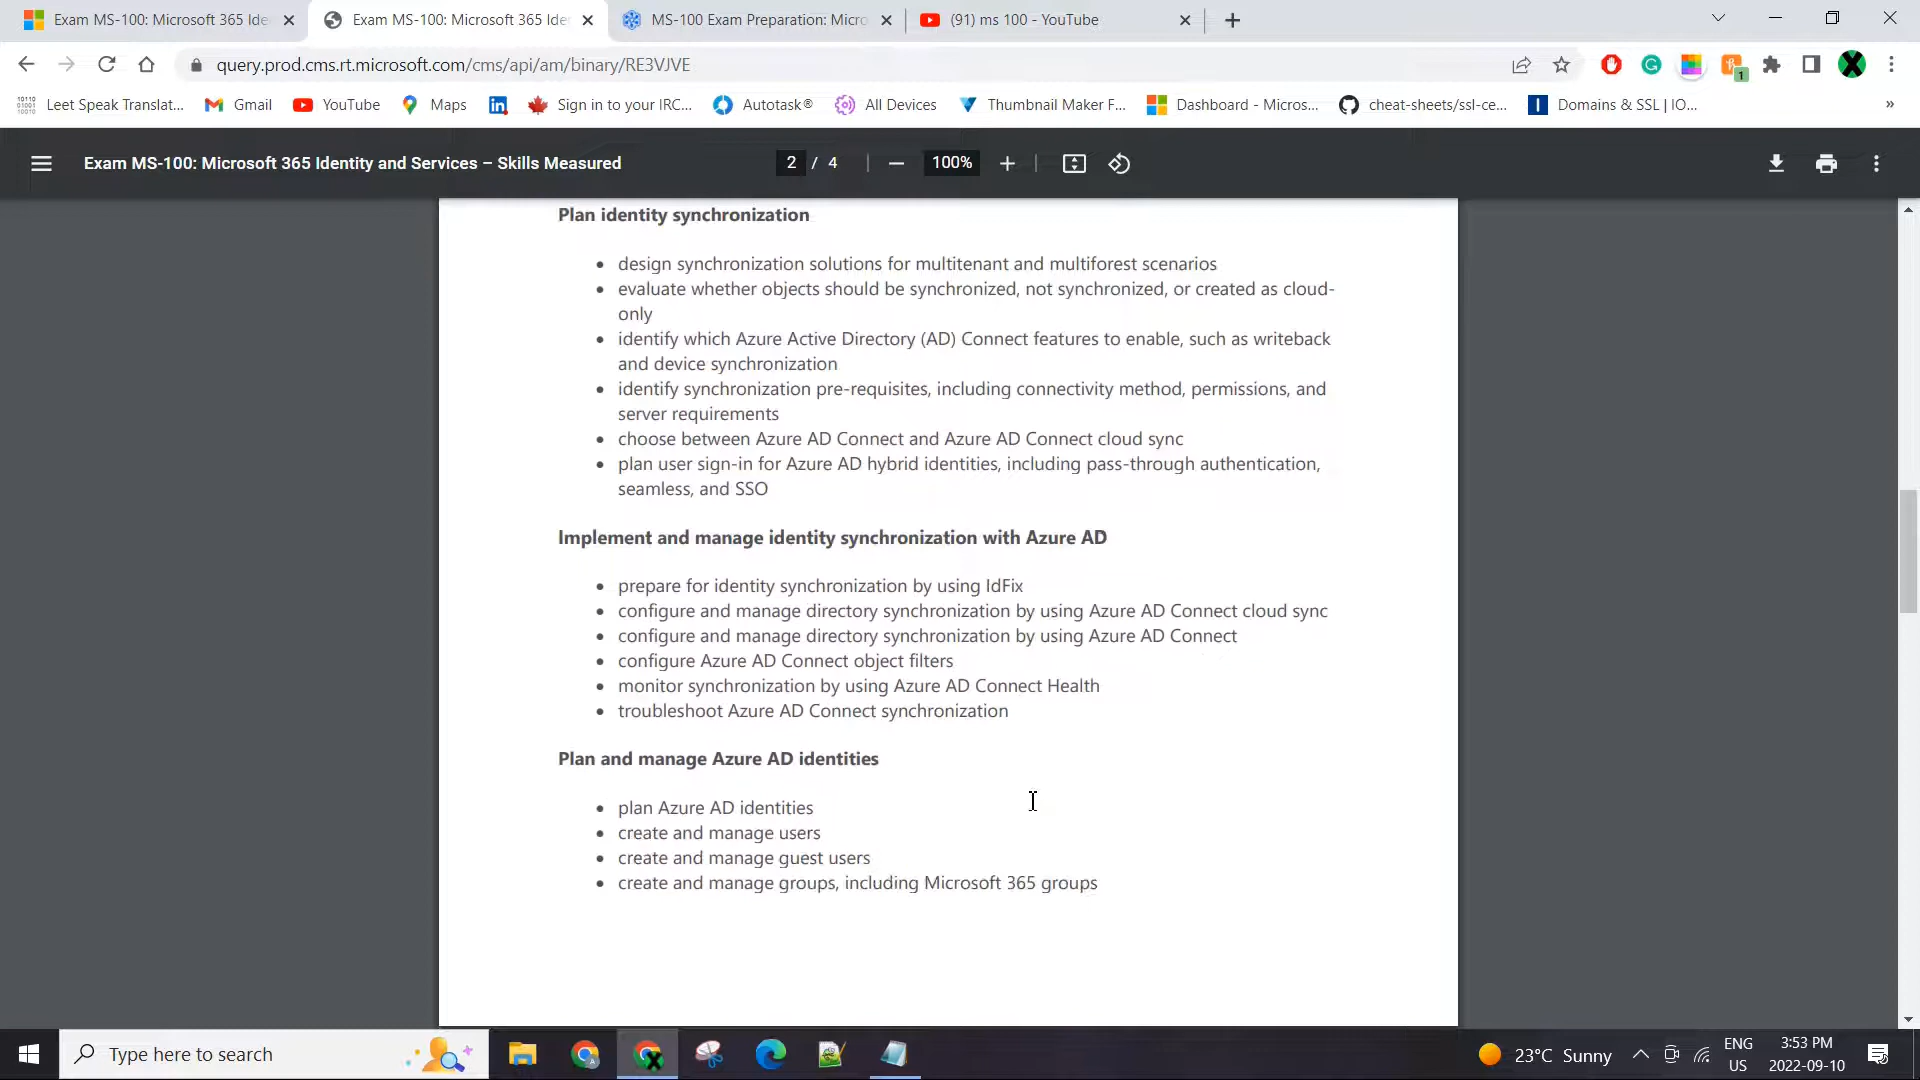 Exam MS-100: Microsoft 365 Ide
Exam MS-100: Microsoft 365 Ide
MS-100 Exam Preparation: Micro
(91) ms 100 - YouTube
query.prod.cms.rt.microsoft.com/cms/api/am/binary/RE3VJVE
1
Leet Speak Translat...
Gmail
YouTube
Maps
Sign in to your IRC...
Autotask®
All Devices
Thumbnail Maker F...
Dashboard - Micros...
cheat-sheets/ssl-ce...
Domains & SSL | IO...
»
Exam MS-100: Microsoft 365 Identity and Services – Skills Measured
2 / 4
100%
Plan identity synchronization
• design synchronization solutions for multitenant and multiforest scenarios
• evaluate whether objects should be synchronized, not synchronized, or created as cloud-
only
• identify which Azure Active Directory (AD) Connect features to enable, such as writeback
and device synchronization
• identify synchronization pre-requisites, including connectivity method, permissions, and
server requirements
• choose between Azure AD Connect and Azure AD Connect cloud sync
• plan user sign-in for Azure AD hybrid identities, including pass-through authentication,
seamless, and SSO
Implement and manage identity synchronization with Azure AD
• prepare for identity synchronization by using IdFix
• configure and manage directory synchronization by using Azure AD Connect cloud sync
• configure and manage directory synchronization by using Azure AD Connect
• configure Azure AD Connect object filters
• monitor synchronization by using Azure AD Connect Health
• troubleshoot Azure AD Connect synchronization
Plan and manage Azure AD identities
• plan Azure AD identities
• create and manage users
• create and manage guest users
• create and manage groups, including Microsoft 365 groups
Type here to search
23°C Sunny
ENG
US
3:53 PM
2022-09-10